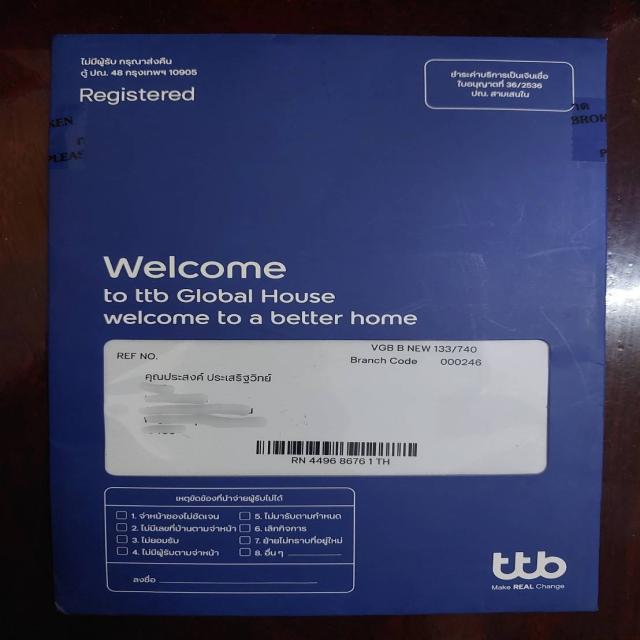 ไม่มีผู้รับ กรุณาส่งคืน
ตู้ ปณ. 48 กรุงเทพฯ 10905
Registered
ชำระค่าบริการเป็นเงินเชื่อ
ใบอนุญาตที่ 36/2536
ปณ. สามเสนใน
KEN
PLEAS
าด
BROK
P
Welcome
to ttb Global House
welcome to a better home
REF NO.
VGB B NEW 133/740
Branch Code 000246
คุณประสงค์ ประเสริฐวิทย์
RN 4496 8676 1 TH
เหตุขัดข้องที่นำจ่ายผู้รับไม่ได้
1. จ่าหน้าซองไม่ชัดเจน
2. ไม่มีเลขที่บ้านตามจ่าหน้า
3. ไม่ยอมรับ
4. ไม่มีผู้รับตามจ่าหน้า
5. ไม่มารับตามกำหนด
6. เลิกกิจการ
7. ย้ายไม่ทราบที่อยู่ใหม่
8. อื่น ๆ
ลงชื่อ
ttb
Make REAL Change